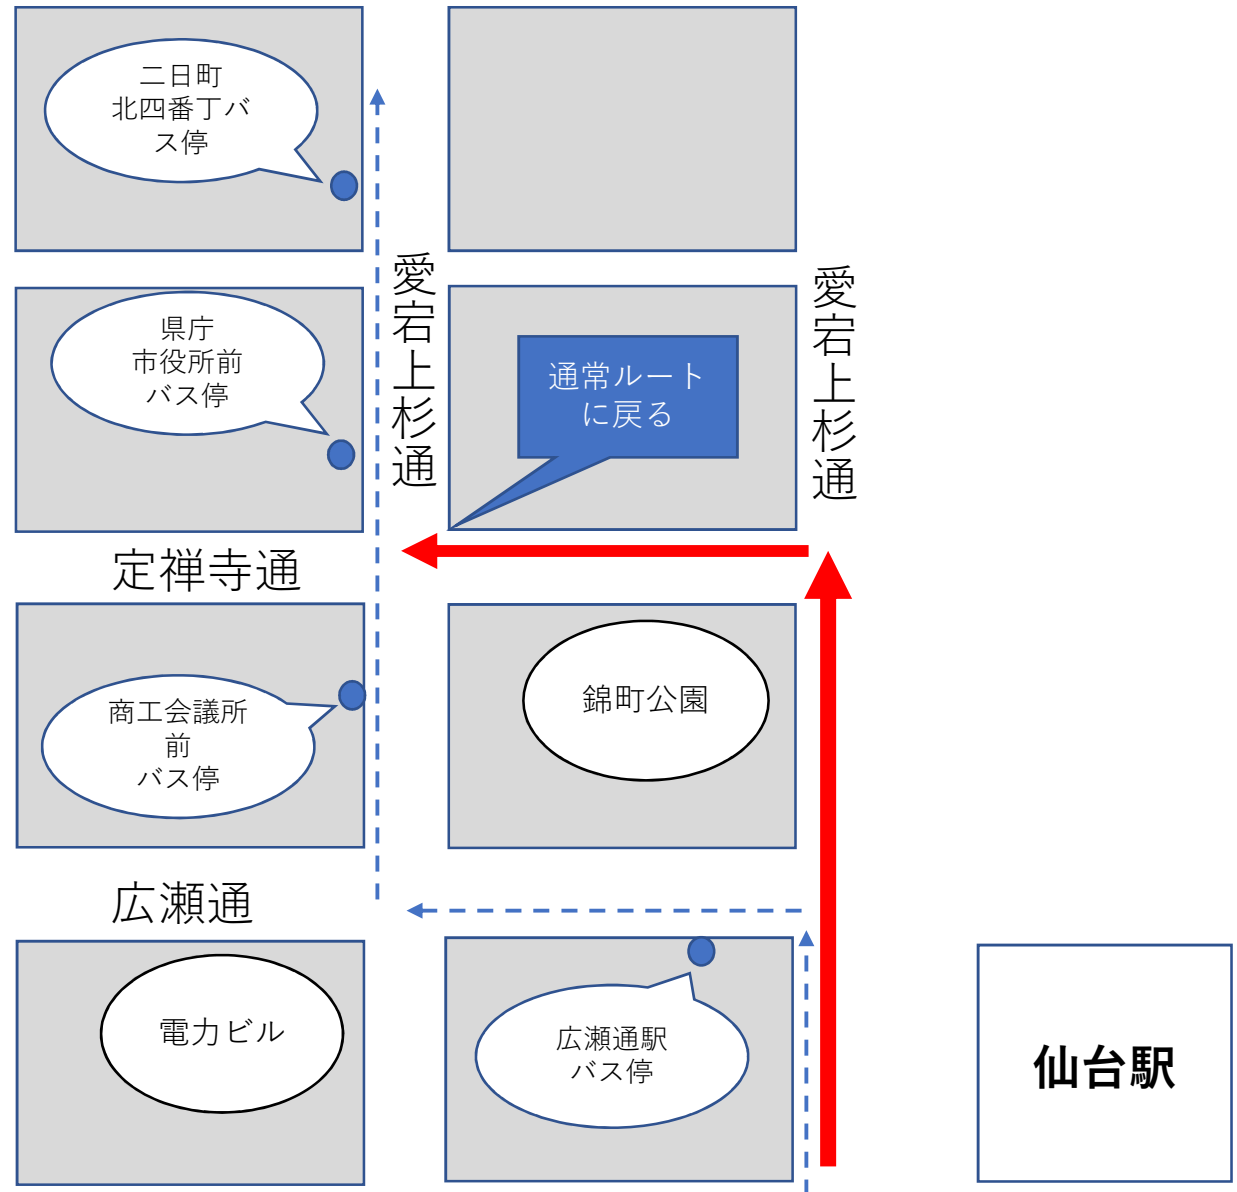 二日町
北四番丁バ
ス停
愛宕上杉通
愛宕上杉通
県庁
市役所前
バス停
通常ルート
に戻る
定禅寺通
錦町公園
商工会議所
前
バス停
広瀬通
電力ビル
広瀬通駅
バス停
仙台駅